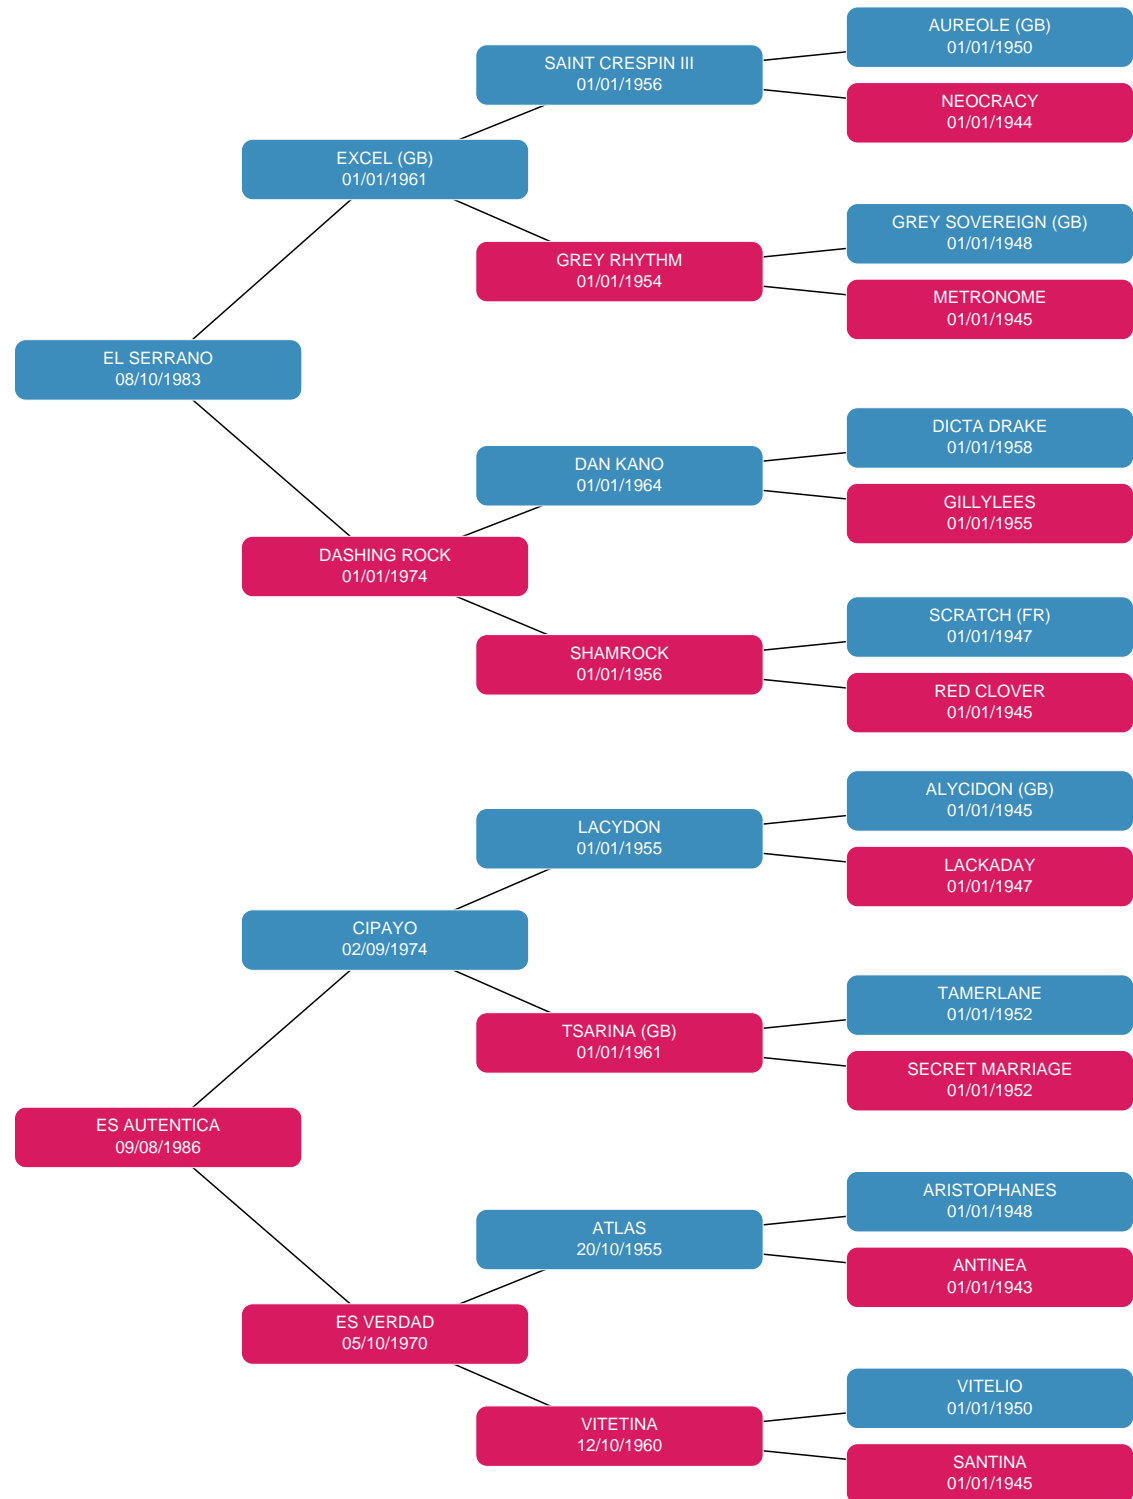 AUREOLE (GB)
01/01/1950
SAINT CRESPIN III
01/01/1956
NEOCRACY
01/01/1944
EXCEL (GB)
01/01/1961
GREY SOVEREIGN (GB)
01/01/1948
GREY RHYTHM
01/01/1954
METRONOME
01/01/1945
EL SERRANO
08/10/1983
DICTA DRAKE
01/01/1958
DAN KANO
01/01/1964
GILLYLEES
01/01/1955
DASHING ROCK
01/01/1974
SCRATCH (FR)
01/01/1947
SHAMROCK
01/01/1956
RED CLOVER
01/01/1945
ALYCIDON (GB)
01/01/1945
LACYDON
01/01/1955
LACKADAY
01/01/1947
CIPAYO
02/09/1974
TAMERLANE
01/01/1952
TSARINA (GB)
01/01/1961
SECRET MARRIAGE
01/01/1952
ES AUTENTICA
09/08/1986
ARISTOPHANES
01/01/1948
ATLAS
20/10/1955
ANTINEA
01/01/1943
ES VERDAD
05/10/1970
VITELIO
01/01/1950
VITETINA
12/10/1960
SANTINA
01/01/1945